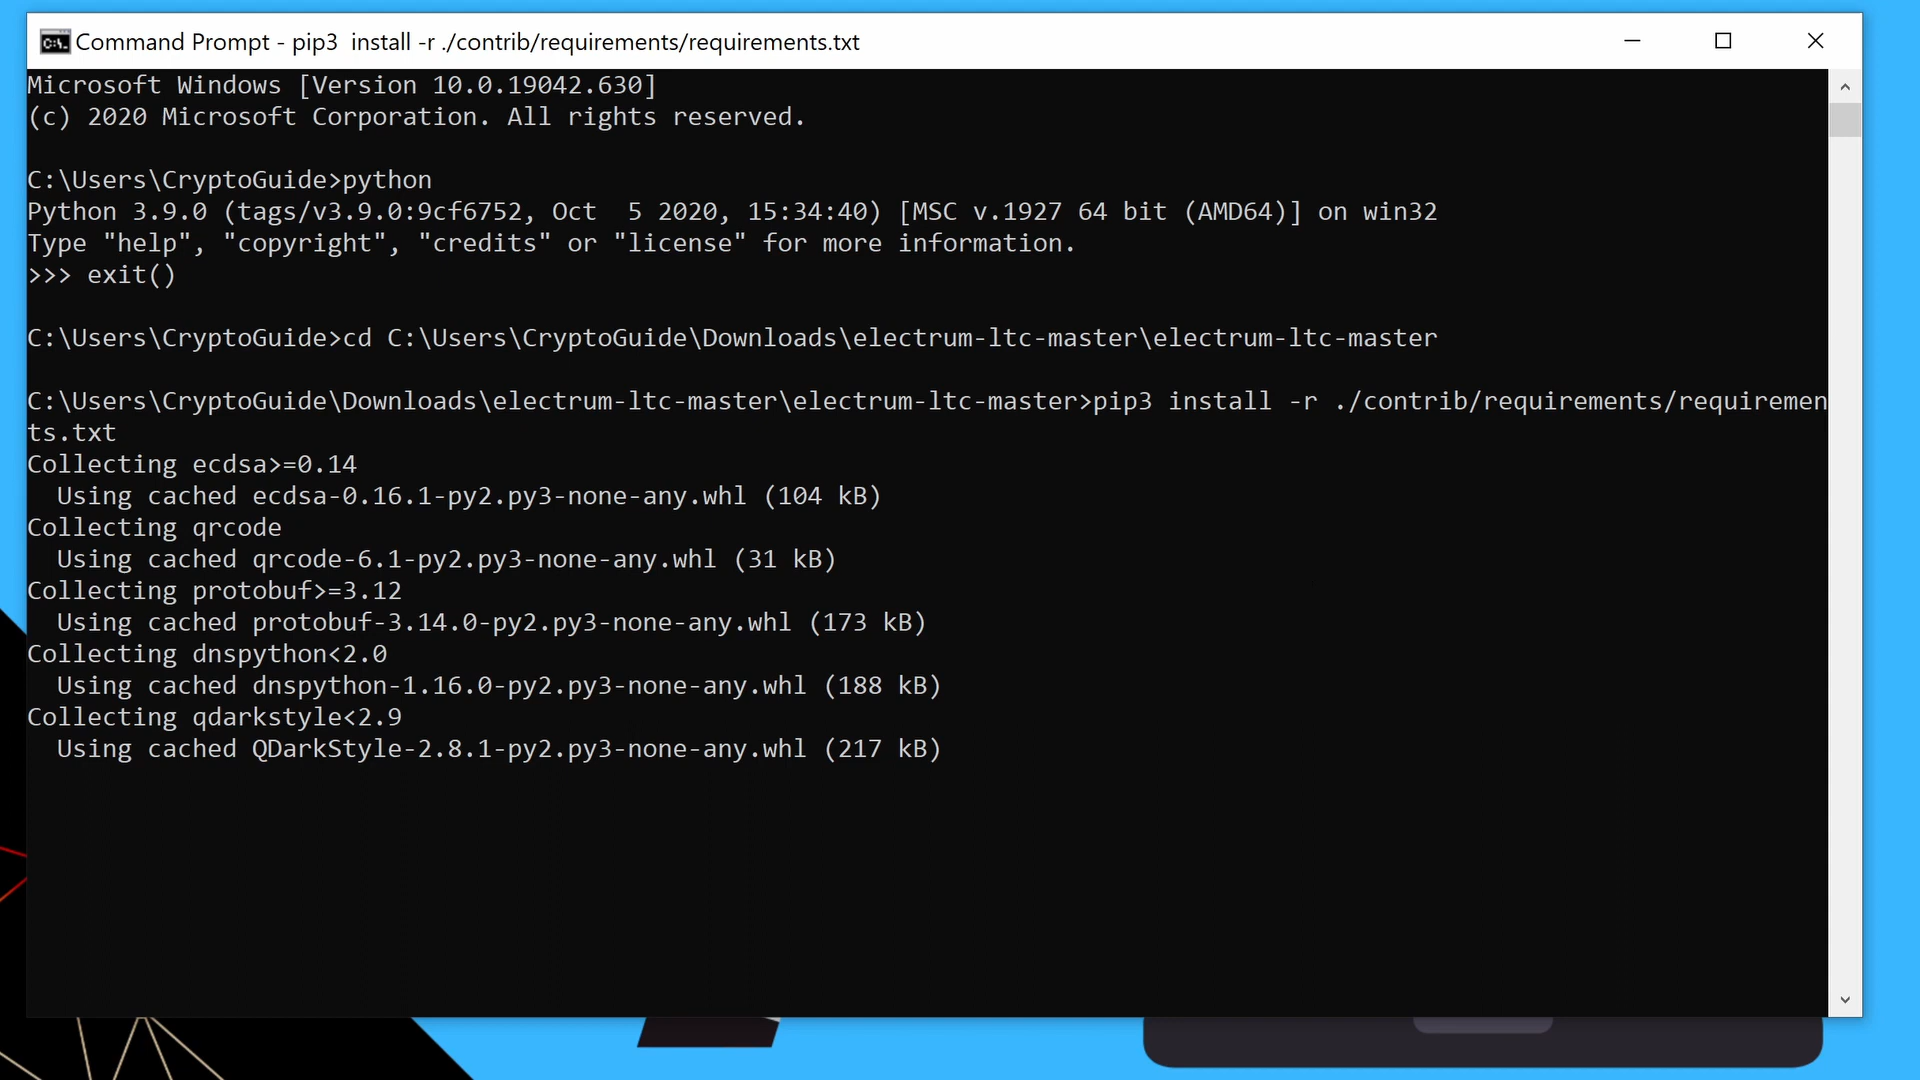 Command Prompt - pip3  install -r ./contrib/requirements/requirements.txt
Microsoft Windows [Version 10.0.19042.630]
(c) 2020 Microsoft Corporation. All rights reserved.
C:\Users\CryptoGuide>python
Python 3.9.0 (tags/v3.9.0:9cf6752, Oct  5 2020, 15:34:40) [MSC v.1927 64 bit (AMD64)] on win32
Type "help", "copyright", "credits" or "license" for more information.
>>> exit()
C:\Users\CryptoGuide>cd C:\Users\CryptoGuide\Downloads\electrum-ltc-master\electrum-ltc-master
C:\Users\CryptoGuide\Downloads\electrum-ltc-master\electrum-ltc-master>pip3 install -r ./contrib/requirements/requiremen
ts.txt
Collecting ecdsa>=0.14
  Using cached ecdsa-0.16.1-py2.py3-none-any.whl (104 kB)
Collecting qrcode
  Using cached qrcode-6.1-py2.py3-none-any.whl (31 kB)
Collecting protobuf>=3.12
  Using cached protobuf-3.14.0-py2.py3-none-any.whl (173 kB)
Collecting dnspython<2.0
  Using cached dnspython-1.16.0-py2.py3-none-any.whl (188 kB)
Collecting qdarkstyle<2.9
  Using cached QDarkStyle-2.8.1-py2.py3-none-any.whl (217 kB)